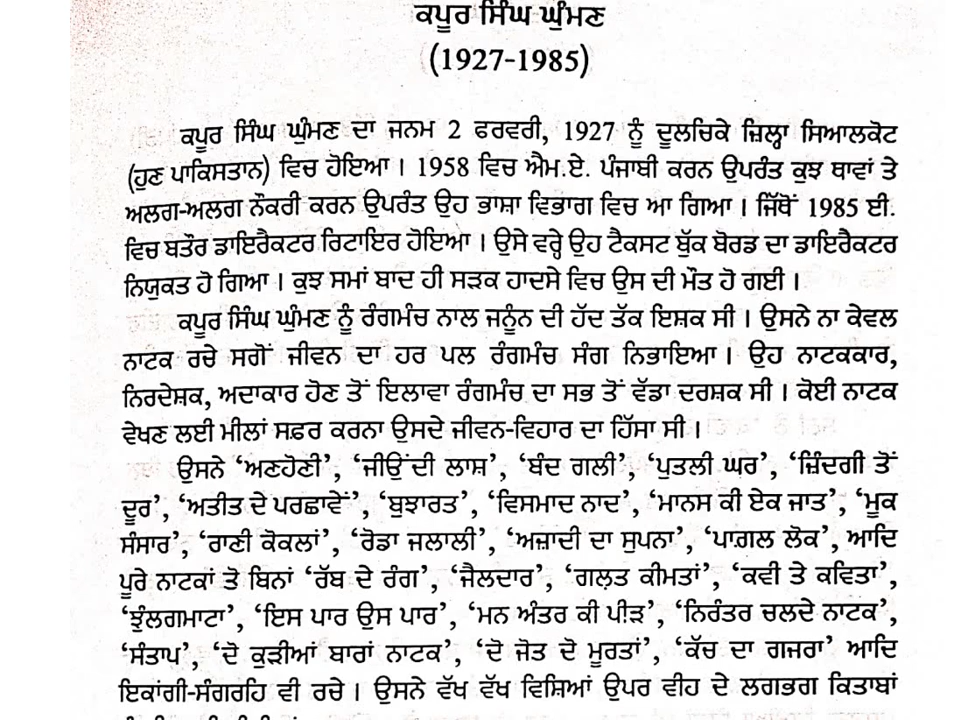 ਕਪੂਰ ਸਿੰਘ ਘੁੰਮਣ
(1927-1985)
ਕਪੂਰ ਸਿੰਘ ਘੁੰਮਣ ਦਾ ਜਨਮ 2 ਫਰਵਰੀ, 1927 ਨੂੰ ਦੂਲਚਿਕੇ ਜ਼ਿਲ੍ਹਾ ਸਿਆਲਕੋਟ
(ਹੁਣ ਪਾਕਿਸਤਾਨ) ਵਿਚ ਹੋਇਆ । 1958 ਵਿਚ ਐਮ.ਏ. ਪੰਜਾਬੀ ਕਰਨ ਉਪਰੰਤ ਕੁਝ ਥਾਵਾਂ ਤੇ
ਅਲਗ-ਅਲਗ ਨੌਕਰੀ ਕਰਨ ਉਪਰੰਤ ਉਹ ਭਾਸ਼ਾ ਵਿਭਾਗ ਵਿਚ ਆ ਗਿਆ । ਜਿੱਥੋਂ 1985 ਈ.
ਵਿਚ ਬਤੌਰ ਡਾਇਰੈਕਟਰ ਰਿਟਾਇਰ ਹੋਇਆ । ਉਸੇ ਵਰ੍ਹੇ ਉਹ ਟੈਕਸਟ ਬੁੱਕ ਬੋਰਡ ਦਾ ਡਾਇਰੈਕਟਰ
ਨਿਯੁਕਤ ਹੋ ਗਿਆ । ਕੁਝ ਸਮਾਂ ਬਾਦ ਹੀ ਸੜਕ ਹਾਦਸੇ ਵਿਚ ਉਸ ਦੀ ਮੌਤ ਹੋ ਗਈ ।
ਕਪੂਰ ਸਿੰਘ ਘੁੰਮਣ ਨੂੰ ਰੰਗਮੰਚ ਨਾਲ ਜਨੂੰਨ ਦੀ ਹੱਦ ਤੱਕ ਇਸ਼ਕ ਸੀ । ਉਸਨੇ ਨਾ ਕੇਵਲ
ਨਾਟਕ ਰਚੇ ਸਗੋਂ ਜੀਵਨ ਦਾ ਹਰ ਪਲ ਰੰਗਮੰਚ ਸੰਗ ਨਿਭਾਇਆ । ਉਹ ਨਾਟਕਕਾਰ,
ਨਿਰਦੇਸ਼ਕ, ਅਦਾਕਾਰ ਹੋਣ ਤੋਂ ਇਲਾਵਾ ਰੰਗਮੰਚ ਦਾ ਸਭ ਤੋਂ ਵੱਡਾ ਦਰਸ਼ਕ ਸੀ । ਕੋਈ ਨਾਟਕ
ਵੇਖਣ ਲਈ ਮੀਲਾਂ ਸਫ਼ਰ ਕਰਨਾ ਉਸਦੇ ਜੀਵਨ-ਵਿਹਾਰ ਦਾ ਹਿੱਸਾ ਸੀ ।
ਉਸਨੇ ‘ਅਣਹੋਣੀ’, ‘ਜੀਉਂਦੀ ਲਾਸ਼’, ‘ਬੰਦ ਗਲੀ’, ‘ਪੁਤਲੀ ਘਰ’, ‘ਜ਼ਿੰਦਗੀ ਤੋਂ
ਦੂਰ’, ‘ਅਤੀਤ ਦੇ ਪਰਛਾਵੇਂ’, ‘ਬੁਝਾਰਤ’, ‘ਵਿਸਮਾਦ ਨਾਦ’, ‘ਮਾਨਸ ਕੀ ਏਕ ਜਾਤ’, ‘ਮੂਕ
ਸੰਸਾਰ’, ‘ਰਾਣੀ ਕੋਕਲਾਂ’, ‘ਰੋਡਾ ਜਲਾਲੀ’, ‘ਅਜ਼ਾਦੀ ਦਾ ਸੁਪਨਾ’, ‘ਪਾਗ਼ਲ ਲੋਕ’, ਆਦਿ
ਪੂਰੇ ਨਾਟਕਾਂ ਤੋ ਬਿਨਾਂ ‘ਰੱਬ ਦੇ ਰੰਗ’, ‘ਜੈਲਦਾਰ’, ‘ਗਲ਼ਤ ਕੀਮਤਾਂ’, ‘ਕਵੀ ਤੇ ਕਵਿਤਾ’,
‘ਝੁੰਲਗਮਾਟਾ’, ‘ਇਸ ਪਾਰ ਉਸ ਪਾਰ’, ‘ਮਨ ਅੰਤਰ ਕੀ ਪੀੜ’, ‘ਨਿਰੰਤਰ ਚਲਦੇ ਨਾਟਕ’,
‘ਸੰਤਾਪ’, ‘ਦੋ ਕੁੜੀਆਂ ਬਾਰਾਂ ਨਾਟਕ’, ‘ਦੋ ਜੋਤ ਦੋ ਮੂਰਤਾਂ’, ‘ਕੱਚ ਦਾ ਗਜਰਾ’ ਆਦਿ
ਇਕਾਂਗੀ-ਸੰਗਰਹਿ ਵੀ ਰਚੇ । ਉਸਨੇ ਵੱਖ ਵੱਖ ਵਿਸ਼ਿਆਂ ਉਪਰ ਵੀਹ ਦੇ ਲਗਭਗ ਕਿਤਾਬਾਂ